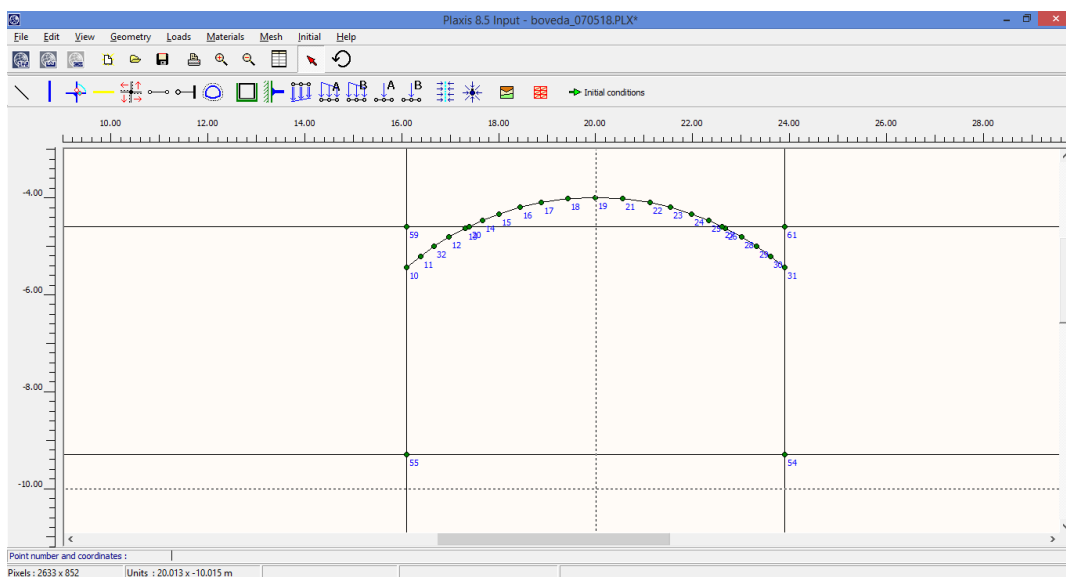 Plaxis 8.5 Input - boveda_070518.PLX*
File Edit View Geometry Loads Materials Mesh Initial Help
A B A B Initial conditions
10.00 12.00 14.00 16.00 18.00 20.00 22.00 24.00 26.00 28.00
-4.00
19
18 21
17 22
16 23
15 24
14 25
59 13 20 27 26 61
12 28
32 29
11 30
10 31
-6.00
-8.00
55 54
-10.00
Point number and coordinates :
Pixels : 2633 x 852 Units : 20.013 x -10.015 m